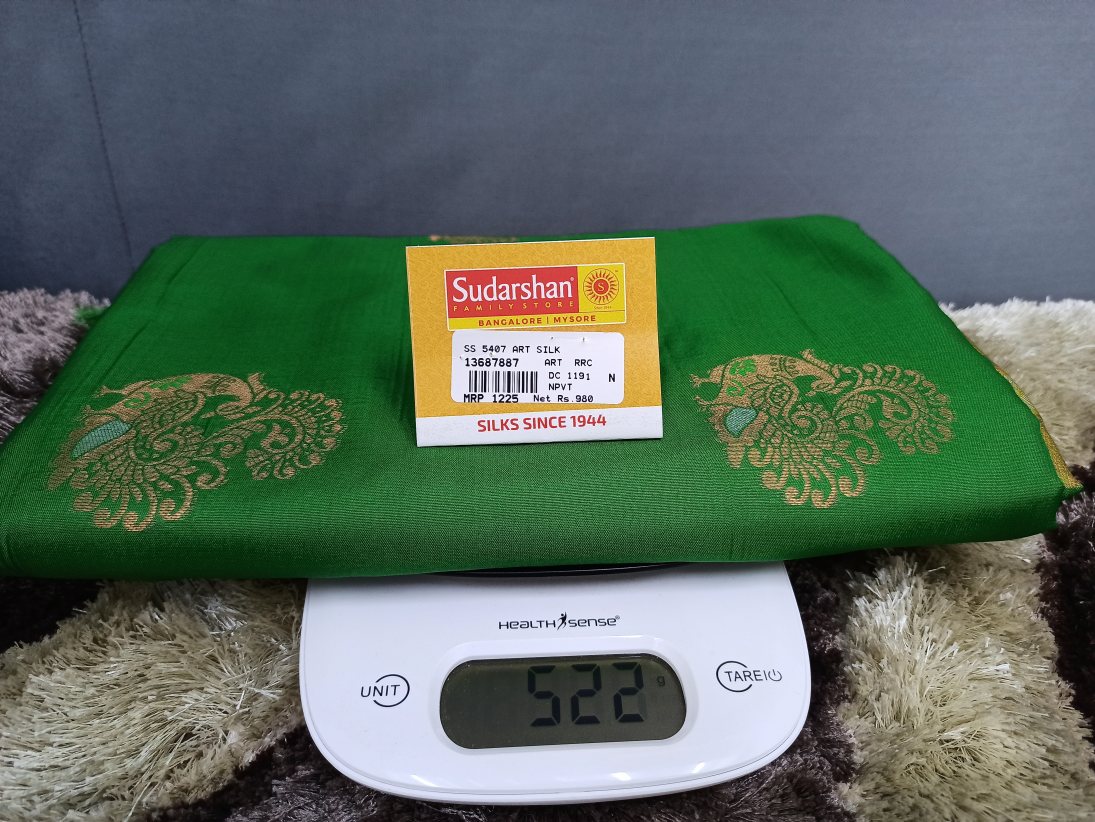 Sudarshan®
FAMILY STORE
S
BANGALORE | MYSORE
SS 5407 ART SILK
13687887 ART RRC
DC 1191 N
NPVT
MRP 1225 Net Rs.980
SILKS SINCE 1944
HEALTH SENSE®
UNIT
522 g
TARE